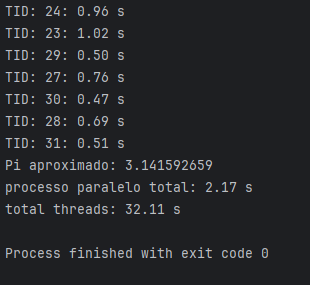 TID: 24: 0.96 s
TID: 23: 1.02 s
TID: 29: 0.50 s
TID: 27: 0.76 s
TID: 30: 0.47 s
TID: 28: 0.69 s
TID: 31: 0.51 s
Pi aproximado: 3.141592659
processo paralelo total: 2.17 s
total threads: 32.11 s
Process finished with exit code 0